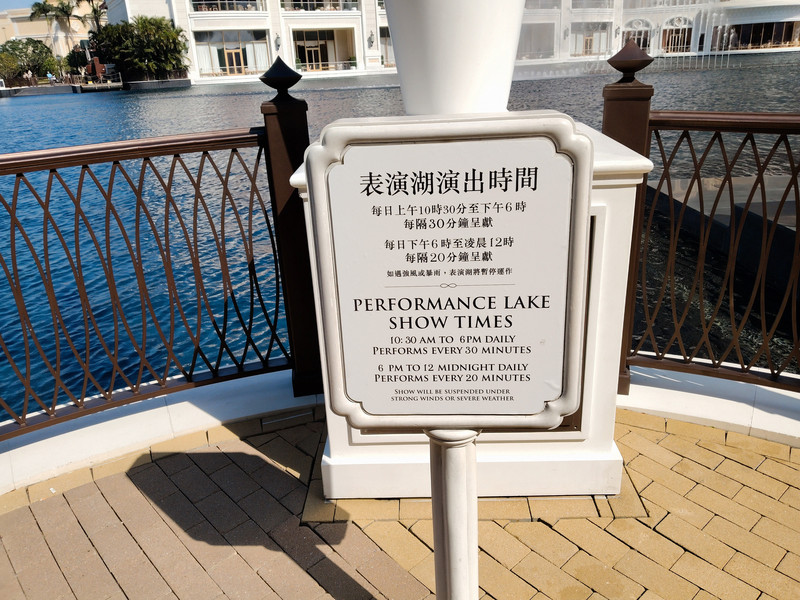 表演湖演出時間
每日上午10時30分至下午6時
每隔30分鐘呈獻
每日下午6時至凌晨12時
每隔20分鐘呈獻
如遇強風或暴雨，表演湖將暫停運作
PERFORMANCE LAKE
SHOW TIMES
10:30 AM TO 6PM DAILY
PERFORMS EVERY 30 MINUTES
6 PM TO 12 MIDNIGHT DAILY
PERFORMS EVERY 20 MINUTES
SHOW WILL BE SUSPENDED UNDER
STRONG WINDS OR SEVERE WEATHER